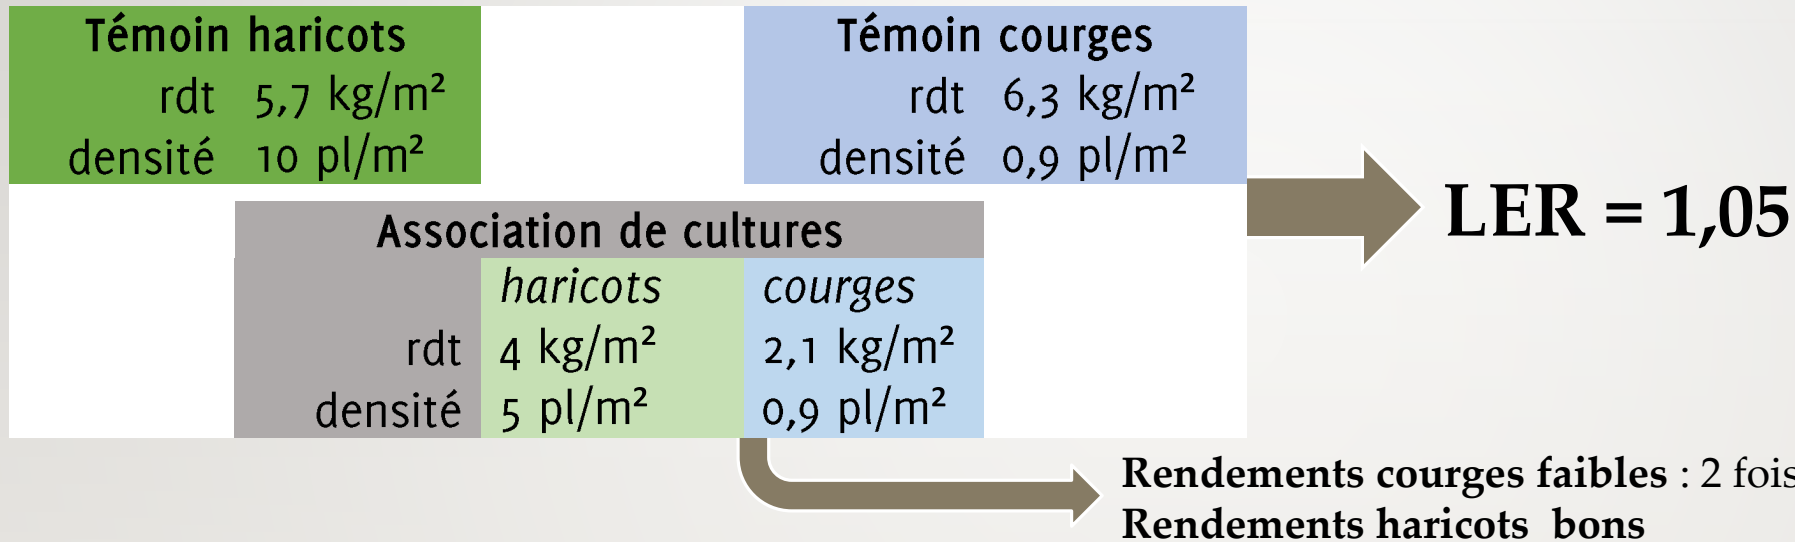 Témoin haricots
rdt 5,7 kg/m²
densité 10 pl/m²
Témoin courges
rdt 6,3 kg/m²
densité 0,9 pl/m²
LER = 1,05
Association de cultures
haricots courges
rdt 4 kg/m² 2,1 kg/m²
densité 5 pl/m² 0,9 pl/m²
Rendements courges faibles : 2 fois
Rendements haricots bons